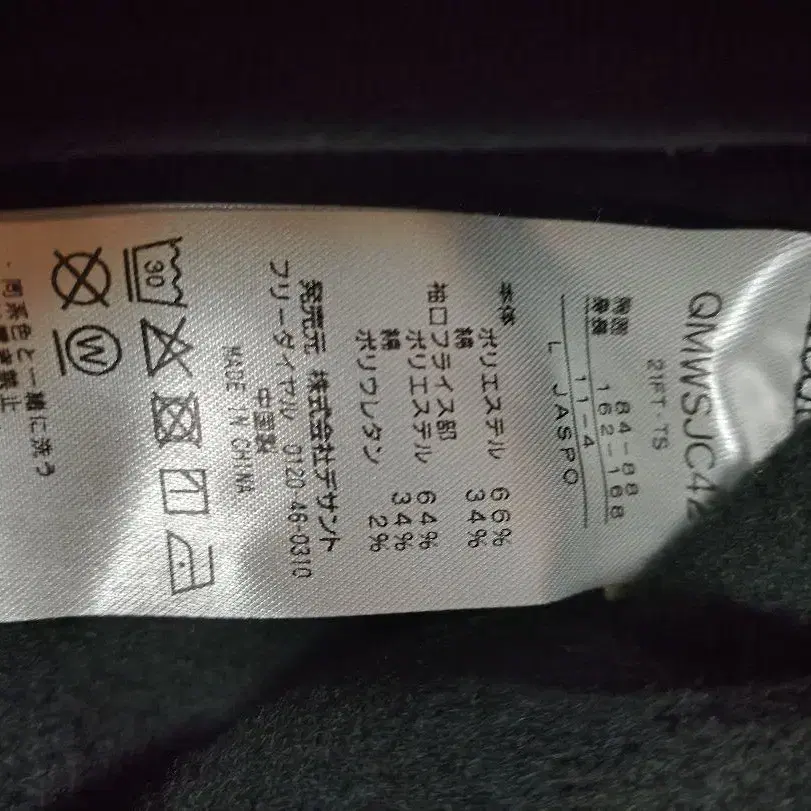 QMWSJC42
21FT-TS
胸囲 84-88
身長 162-168
11-4
L JASPO
本体
ポリエステル 66%
綿 34%
袖口フライス部
ポリエステル 64%
綿 34%
ポリウレタン 2%
発売元 株式会社デサント
フリーダイヤル 0120-46-0310
中国製
MADE IN CHINA
30
W
・同系色と一緒に洗う